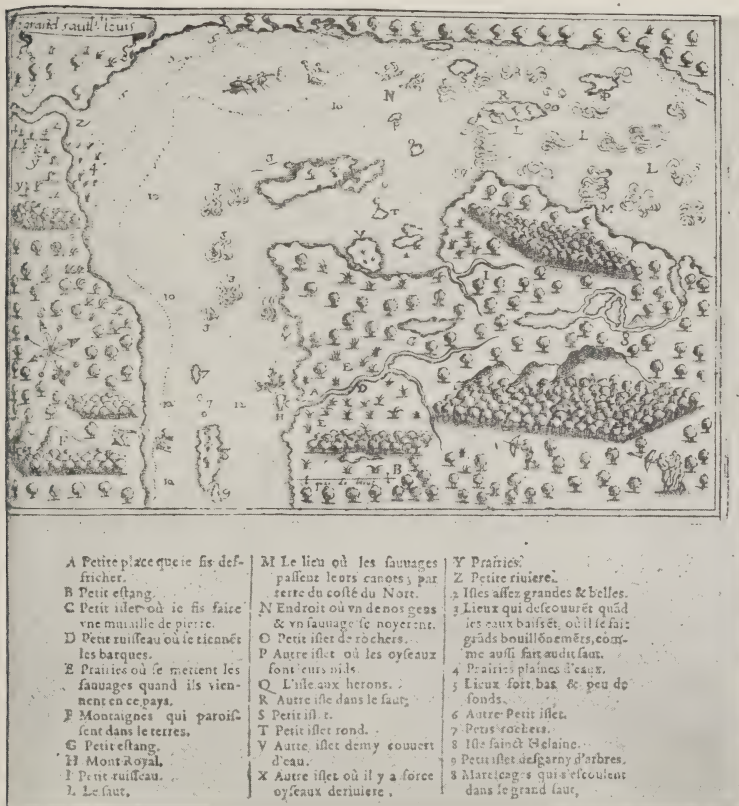 grand sault st. louis
A Petite place que ie fis def-
fricher.
B Petit eſtang.
C Petit iſlet où ie fis faire
vne muraille de pierre.
D Petit ruiſſeau où ſe tiennẽt
les barques.
E Prairies où ſe mettent les
ſauuages quand ils vien-
nent en ce pays.
F Montaignes qui paroiſ-
ſent dans le terres.
G Petit eſtang.
H Mont Royal.
I Petit ruiſſeau.
L Le ſaut.
M Le lieu où les ſauuages
paſſent leurs canots; par
terre du coſté du Nort.
N Endroit où vn de nos gens
& vn ſauuage ſe noyerent.
O Petit iſlet de rochers.
P Autre iſlet où les oyſeaux
font leurs nids.
Q L'iſle aux herons.
R Autre iſle dans le ſaut.
S Petit iſlet.
T Petit iſlet rond.
V Autre iſlet demy couuert
d'eau.
X Autre iſlet où il y a force
oyſeaux de riuiere.
Y Prairies.
Z Petite riuiere.
2 Iſles aſſez grandes & belles.
3 Lieux qui deſcouurẽt quãd
les eaux baiſſẽt, où il ſe fait
grãds bouillõnemẽts, com-
me auſſi fait audit ſaut.
4 Prairies plaines d'eaux.
5 Lieux fort bas & peu de
fonds.
6 Autre Petit iſlet.
7 Petis rochers.
8 Iſle ſainct Helaine.
9 Petit iſlet deſgarny d'arbres.
8 Mareſcages qui s'eſcoulent
dans le grand ſaut,